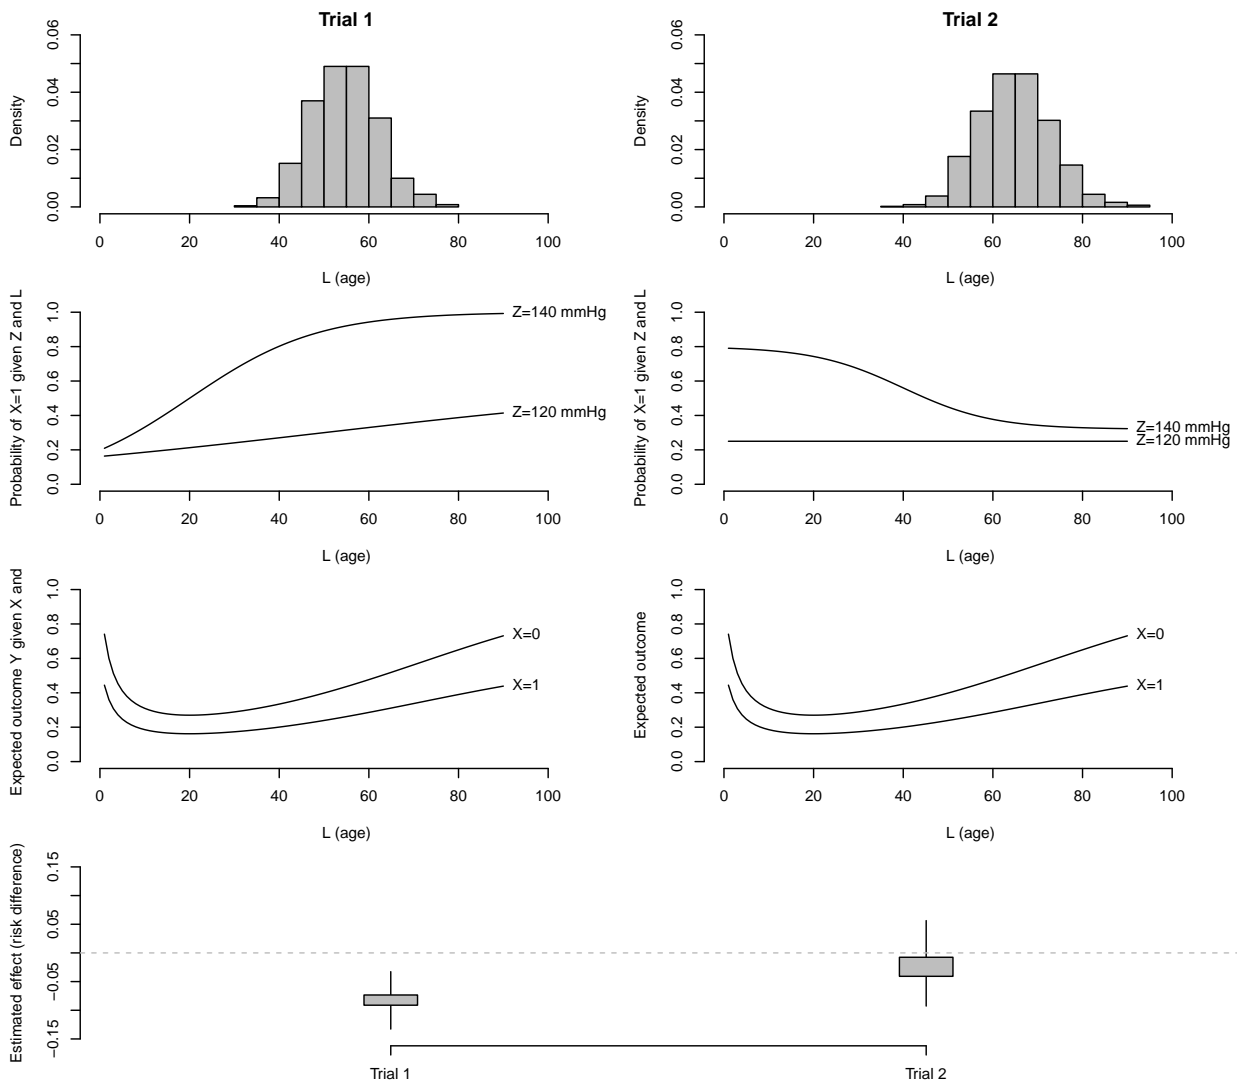 Trial 1
Density
0.00 0.02 0.04 0.06
0 20 40 60 80 100
L (age)
Trial 2
Density
0.00 0.02 0.04 0.06
0 20 40 60 80 100
L (age)
Probability of X=1 given Z and L
0.0 0.2 0.4 0.6 0.8 1.0
Z=140 mmHg
Z=120 mmHg
0 20 40 60 80 100
L (age)
Probability of X=1 given Z and L
0.0 0.2 0.4 0.6 0.8 1.0
Z=140 mmHg
Z=120 mmHg
0 20 40 60 80 100
L (age)
Expected outcome Y given X and
0.0 0.2 0.4 0.6 0.8 1.0
X=0
X=1
0 20 40 60 80 100
L (age)
Expected outcome
0.0 0.2 0.4 0.6 0.8 1.0
X=0
X=1
0 20 40 60 80 100
L (age)
Estimated effect (risk difference)
−0.15 −0.05 0.05 0.15
Trial 1
Trial 2